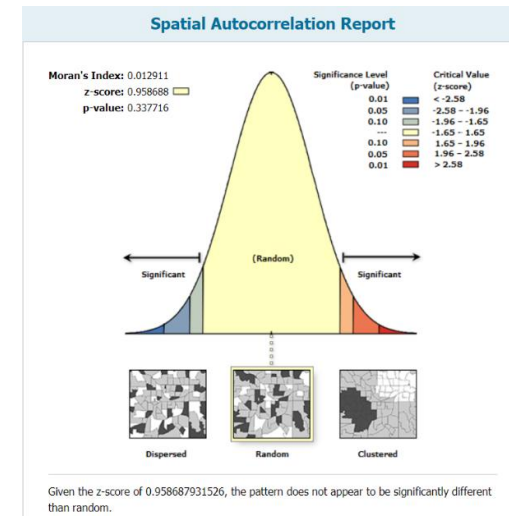 Spatial Autocorrelation Report
Moran's Index: 0.012911
z-score: 0.958688
p-value: 0.337716
Significance Level
(p-value)
Critical Value
(z-score)
0.01 < -2.58
0.05 -2.58 - -1.96
0.10 -1.96 - -1.65
--- -1.65 - 1.65
0.10 1.65 - 1.96
0.05 1.96 - 2.58
0.01 > 2.58
(Random)
Significant
Significant
Dispersed
Random
Clustered
Given the z-score of 0.958687931526, the pattern does not appear to be significantly different
than random.